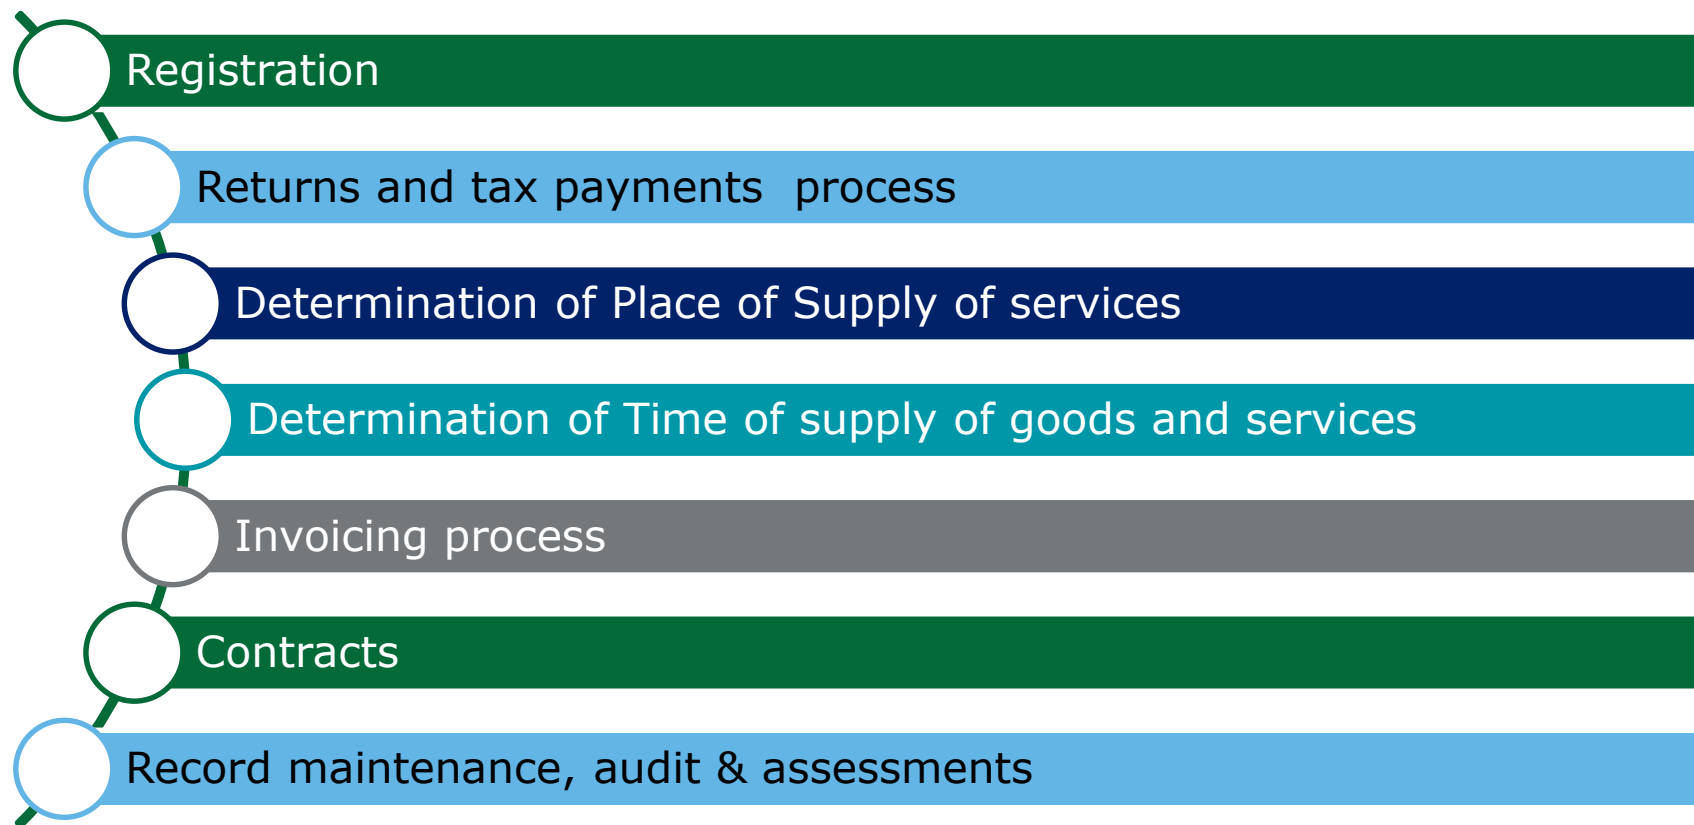 Registration
Returns and tax payments  process
Determination of Place of Supply of services
Determination of Time of supply of goods and services
Invoicing process
Contracts
Record maintenance, audit & assessments